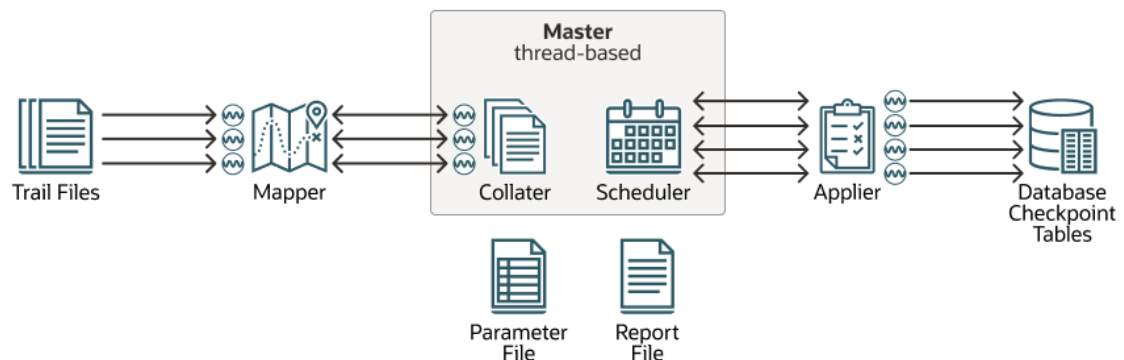 Master
thread-based
Trail Files
Mapper
Collater
Scheduler
Applier
Database
Checkpoint
Tables
Parameter
File
Report
File